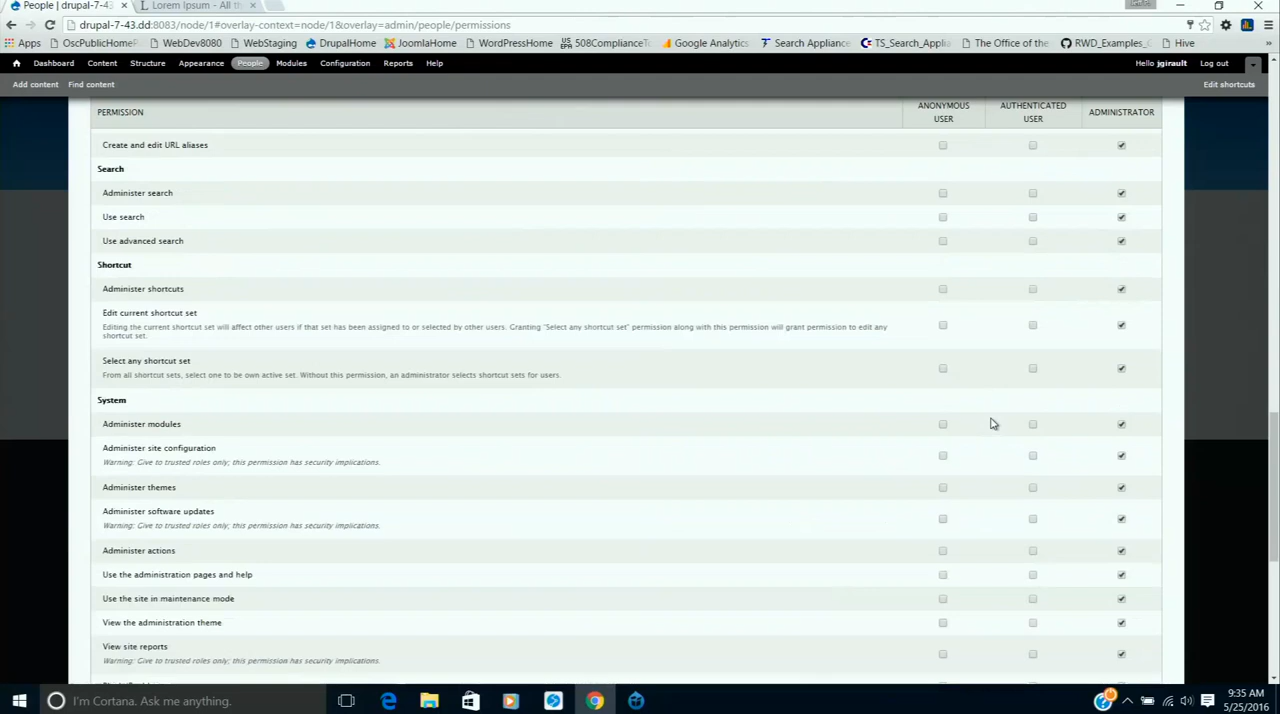 People | drupal-7-43
Lorem Ipsum - All th
drupal-7-43.dd:8083/node/1#overlay-context=node/1&overlay=admin/people/permissions
Apps OscPublicHomeP WebDev8080 WebStaging DrupalHome JoomlaHome WordPressHome 508ComplianceTe Google Analytics Search Appliance TS_Search_Applia The Office of the RWD_Examples_G Hive »
Dashboard Content Structure Appearance People Modules Configuration Reports Help Hello jgirault Log out
Add content Find content Edit shortcuts
PERMISSION ANONYMOUS USER AUTHENTICATED USER ADMINISTRATOR
Create and edit URL aliases
Search
Administer search
Use search
Use advanced search
Shortcut
Administer shortcuts
Edit current shortcut set
Editing the current shortcut set will affect other users if that set has been assigned to or selected by other users. Granting "Select any shortcut set" permission along with this permission will grant permission to edit any
shortcut set.
Select any shortcut set
From all shortcut sets, select one to be own active set. Without this permission, an administrator selects shortcut sets for users.
System
Administer modules
Administer site configuration
Warning: Give to trusted roles only; this permission has security implications.
Administer themes
Administer software updates
Warning: Give to trusted roles only; this permission has security implications.
Administer actions
Use the administration pages and help
Use the site in maintenance mode
View the administration theme
View site reports
Warning: Give to trusted roles only; this permission has security implications.
I'm Cortana. Ask me anything.
9:35 AM
5/25/2016